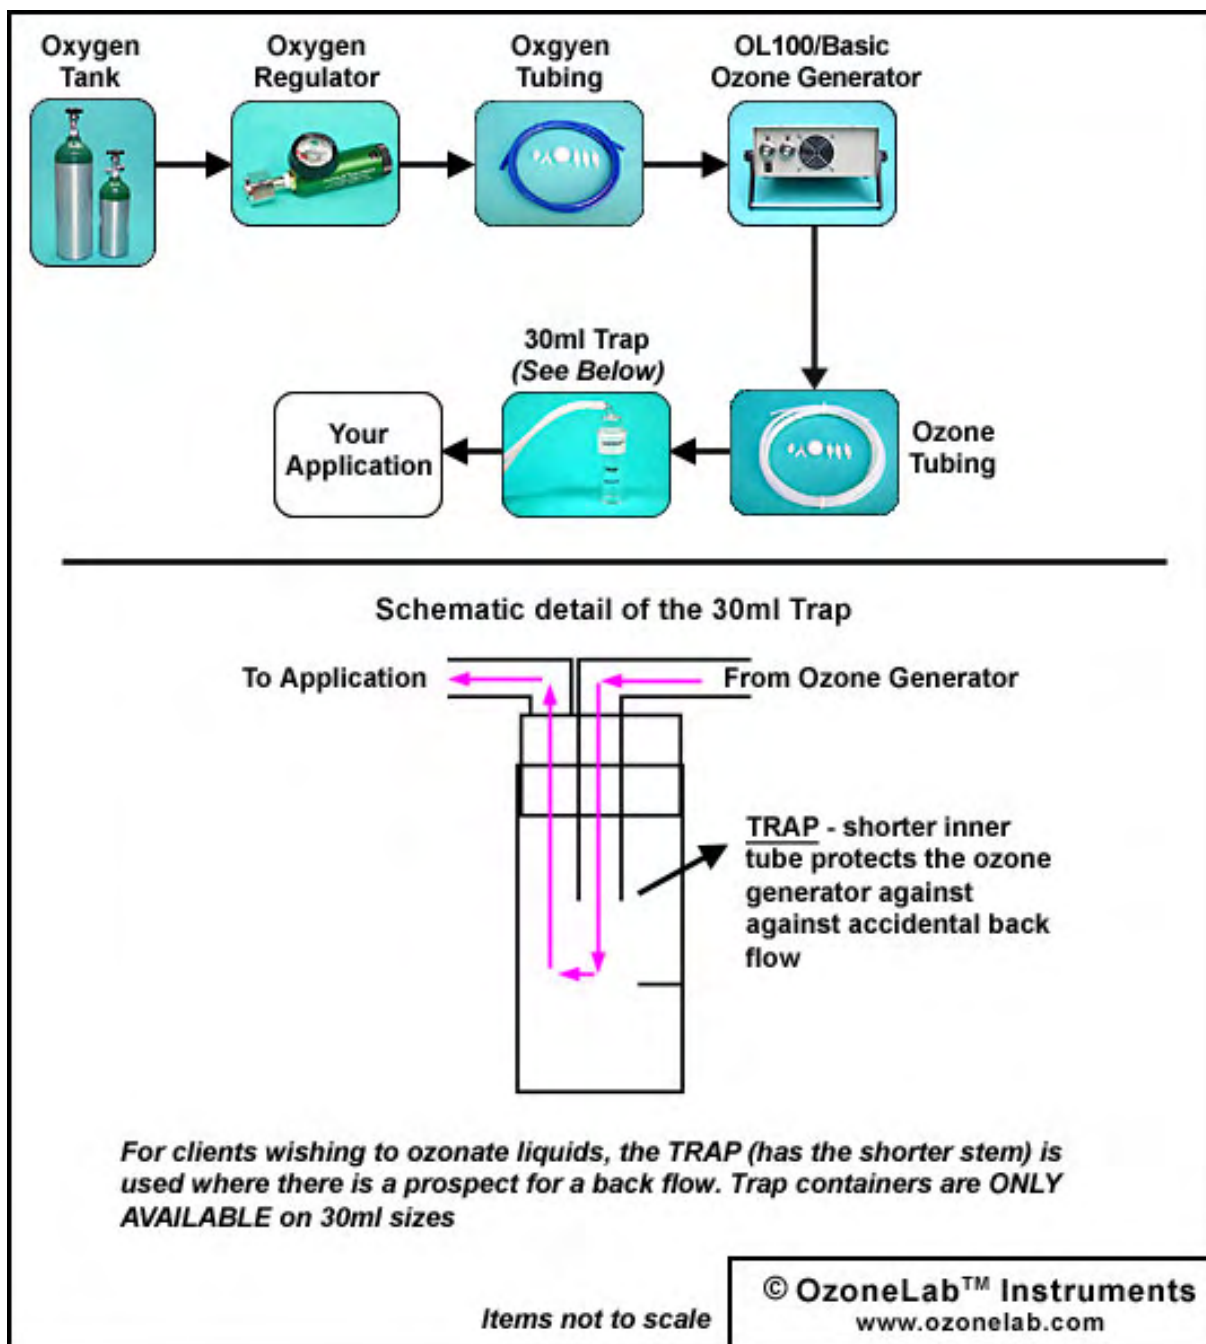 Oxygen
Tank
Oxygen
Regulator
Oxgyen
Tubing
OL100/Basic
Ozone Generator
30ml Trap
(See Below)
Your
Application
Ozone
Tubing
Schematic detail of the 30ml Trap
To Application
From Ozone Generator
TRAP - shorter inner
tube protects the ozone
generator against
against accidental back
flow
For clients wishing to ozonate liquids, the TRAP (has the shorter stem) is
used where there is a prospect for a back flow. Trap containers are ONLY
AVAILABLE on 30ml sizes
Items not to scale
© OzoneLab™ Instruments
www.ozonelab.com